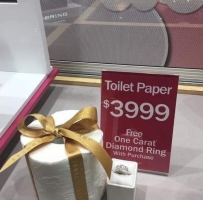 Toilet Paper
$3999
Free
One Carat
Diamond Ring
With Purchase